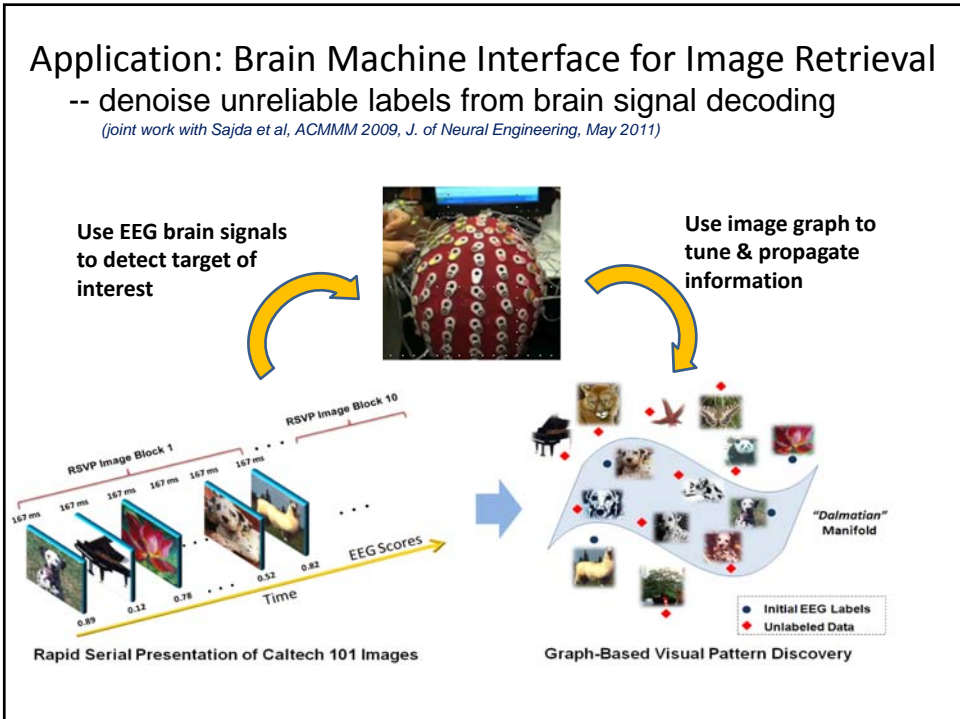 Application: Brain Machine Interface for Image Retrieval
-- denoise unreliable labels from brain signal decoding
(joint work with Sajda et al, ACMMM 2009, J. of Neural Engineering, May 2011)
Use EEG brain signals
to detect target of
interest
Use image graph to
tune & propagate
information
RSVP Image Block 1
. . .
RSVP Image Block 10
167 ms
167 ms
167 ms
167 ms
167 ms
167 ms
. . .
. . .
0.89
0.12
0.78
. . .
0.52
0.82
Time
EEG Scores
Rapid Serial Presentation of Caltech 101 Images
"Dalmatian"
Manifold
Initial EEG Labels
Unlabeled Data
Graph-Based Visual Pattern Discovery